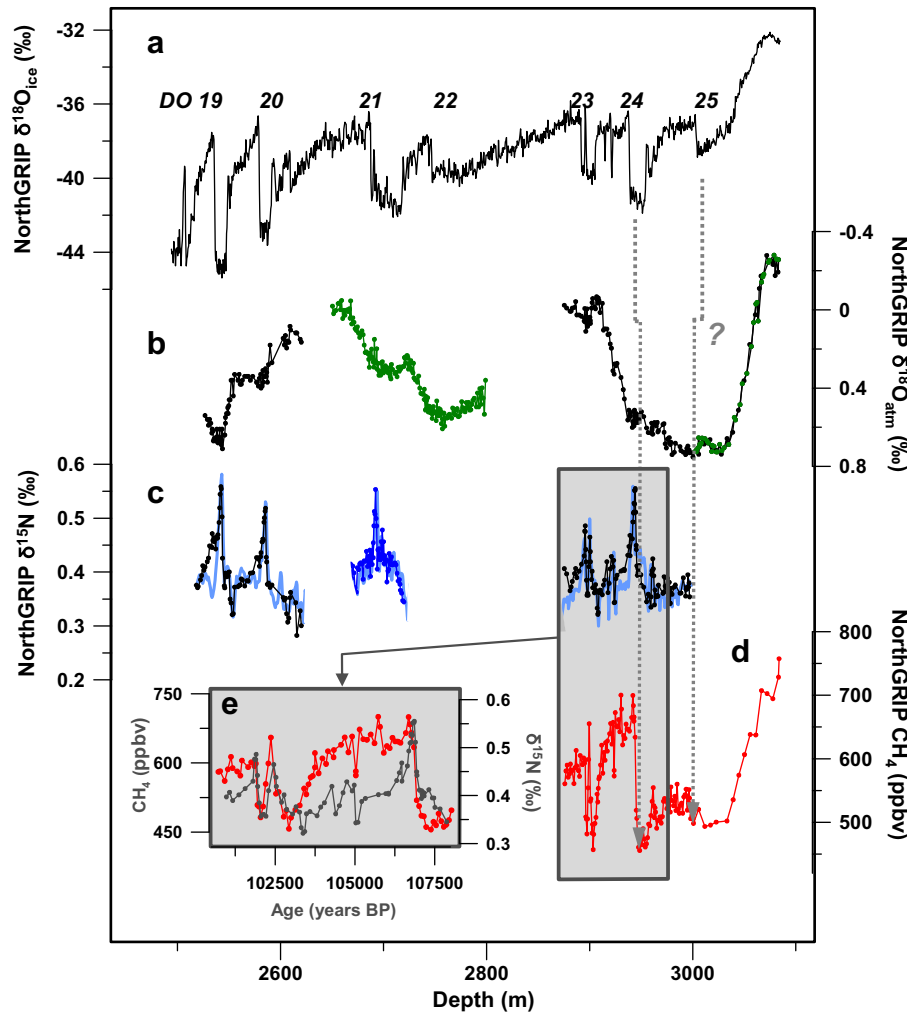 a
NorthGRIP δ18Oice (‰)
-32
-36
-40
-44
DO 19
20
21
22
23
24
25
-0.4
0
0.4
0.8
NorthGRIP δ18Oatm (‰)
b
?
c
NorthGRIP δ15N (‰)
0.6
0.5
0.4
0.3
0.2
d
800
700
600
500
NorthGRIP CH4 (ppbv)
e
CH4 (ppbv)
750
600
450
0.6
0.5
0.4
0.3
δ15N (‰)
102500
105000
107500
Age (years BP)
2600
2800
3000
Depth (m)